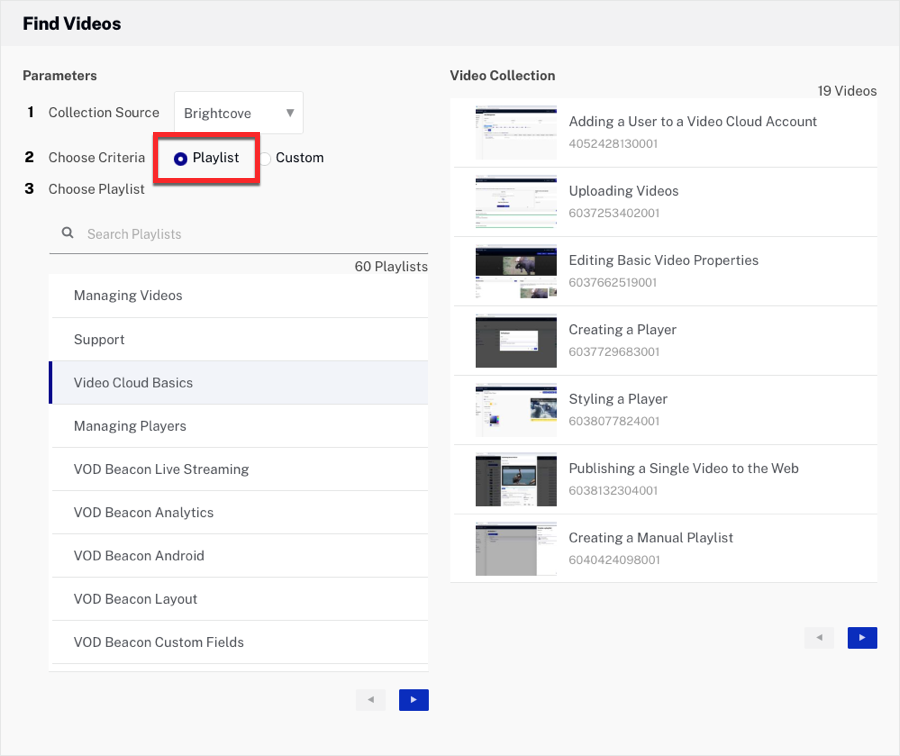 Find Videos
Parameters
1 Collection Source Brightcove
2 Choose Criteria Playlist Custom
3 Choose Playlist
Search Playlists
60 Playlists
Managing Videos
Support
Video Cloud Basics
Managing Players
VOD Beacon Live Streaming
VOD Beacon Analytics
VOD Beacon Android
VOD Beacon Layout
VOD Beacon Custom Fields
Video Collection
19 Videos
Adding a User to a Video Cloud Account
4052428130001
Uploading Videos
6037253402001
Editing Basic Video Properties
6037662519001
Creating a Player
6037729683001
Styling a Player
6038077824001
Publishing a Single Video to the Web
6038132304001
Creating a Manual Playlist
6040424098001